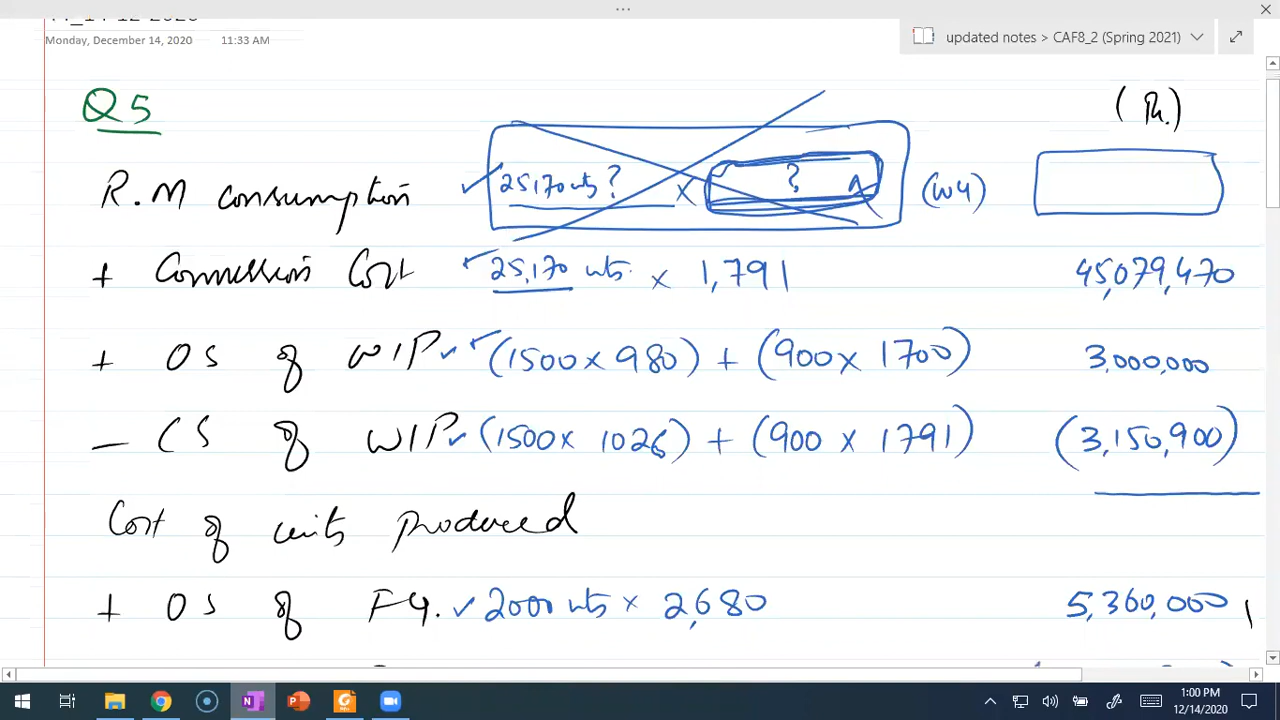 Monday, December 14, 2020 11:33 AM
updated notes > CAF8_2 (Spring 2021)
Q5 (Rs.)
R.M consumption 25,170 uts ? × ? (W4)
+ Conversion Cost 25,170 uts. × 1,791 45,079,470
+ OS of WIP (1500 × 980) + (900 × 1700) 3,000,000
– CS of WIP (1500 × 1026) + (900 × 1791) (3,150,900)
Cost of units produced
+ OS of FG. 2000 uts × 2,680 5,360,000
1:00 PM
12/14/2020